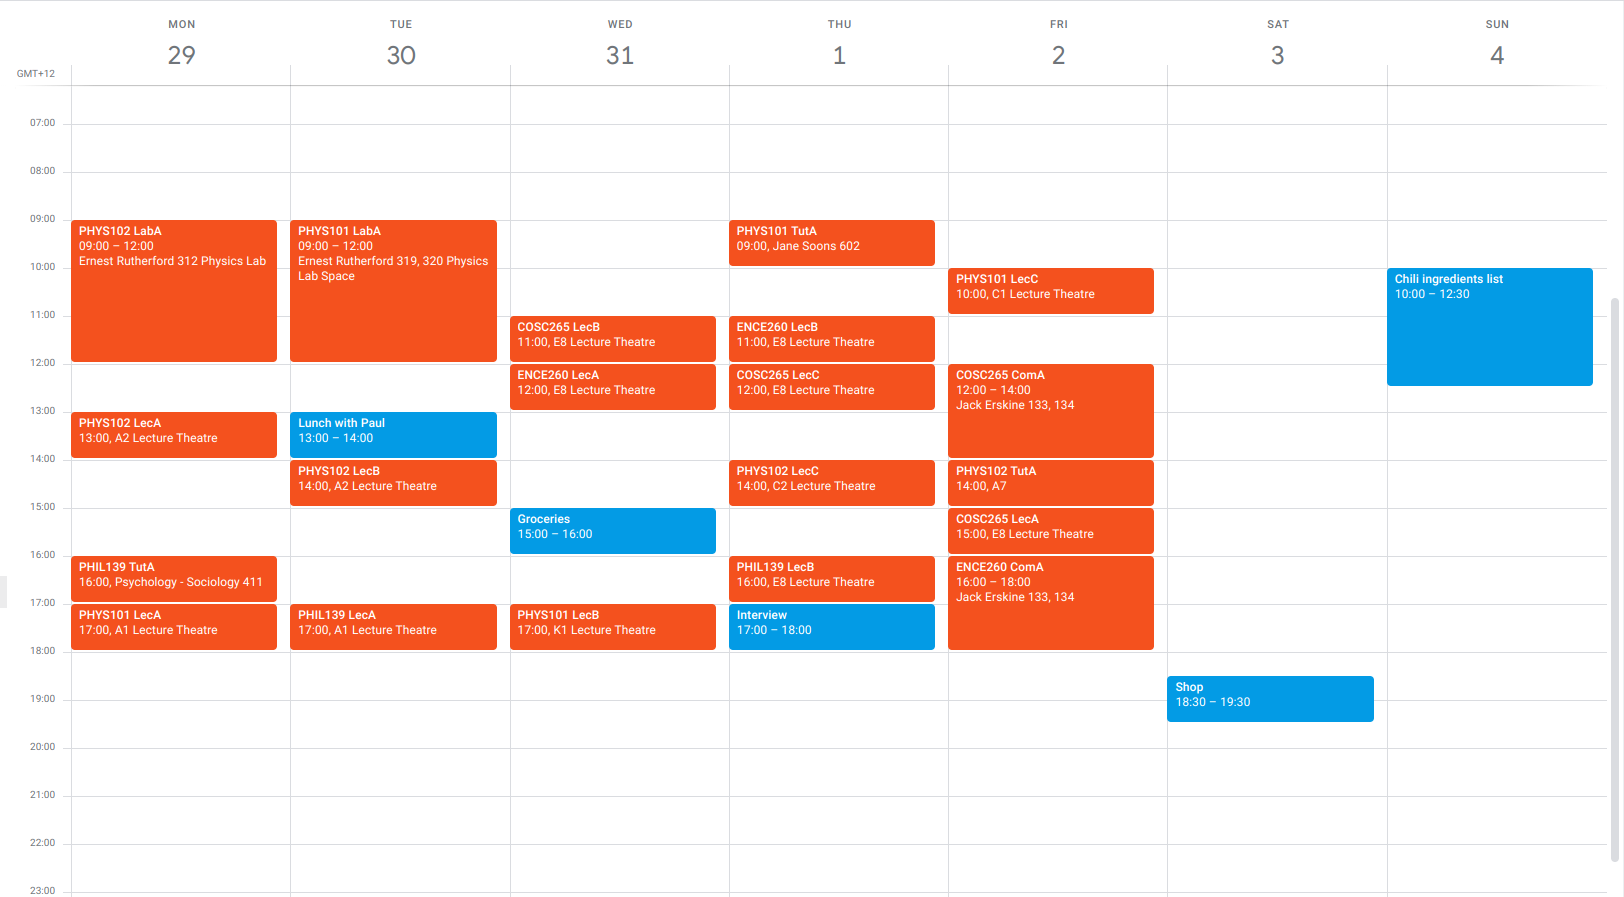 MON
TUE
WED
THU
FRI
SAT
SUN
29
30
31
1
2
3
4
GMT+12
07:00
08:00
09:00
10:00
11:00
12:00
13:00
14:00
15:00
16:00
17:00
18:00
19:00
20:00
21:00
22:00
23:00
PHYS102 LabA
09:00 – 12:00
Ernest Rutherford 312 Physics Lab
PHYS102 LecA
13:00, A2 Lecture Theatre
PHIL139 TutA
16:00, Psychology - Sociology 411
PHYS101 LecA
17:00, A1 Lecture Theatre
PHYS101 LabA
09:00 – 12:00
Ernest Rutherford 319, 320 Physics
Lab Space
Lunch with Paul
13:00 – 14:00
PHYS102 LecB
14:00, A2 Lecture Theatre
PHIL139 LecA
17:00, A1 Lecture Theatre
COSC265 LecB
11:00, E8 Lecture Theatre
ENCE260 LecA
12:00, E8 Lecture Theatre
Groceries
15:00 – 16:00
PHYS101 LecB
17:00, K1 Lecture Theatre
PHYS101 TutA
09:00, Jane Soons 602
ENCE260 LecB
11:00, E8 Lecture Theatre
COSC265 LecC
12:00, E8 Lecture Theatre
PHYS102 LecC
14:00, C2 Lecture Theatre
PHIL139 LecB
16:00, E8 Lecture Theatre
Interview
17:00 – 18:00
PHYS101 LecC
10:00, C1 Lecture Theatre
COSC265 ComA
12:00 – 14:00
Jack Erskine 133, 134
PHYS102 TutA
14:00, A7
COSC265 LecA
15:00, E8 Lecture Theatre
ENCE260 ComA
16:00 – 18:00
Jack Erskine 133, 134
Shop
18:30 – 19:30
Chili ingredients list
10:00 – 12:30